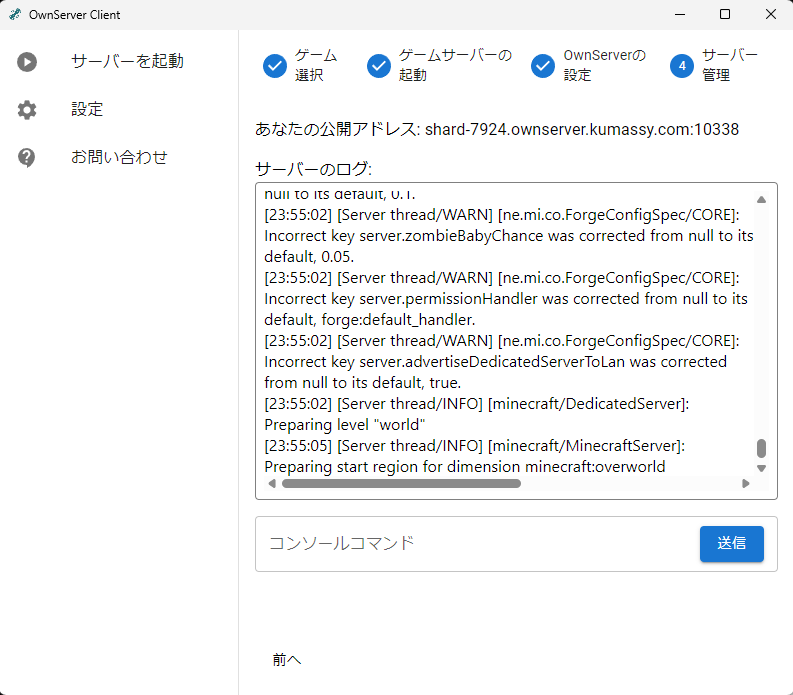 OwnServer Client
サーバーを起動
設定
お問い合わせ
ゲーム
選択
ゲームサーバーの
起動
OwnServerの
設定
4
サーバー
管理
あなたの公開アドレス: shard-7924.ownserver.kumassy.com:10338
サーバーのログ:
null to its default, 0.1.
[23:55:02] [Server thread/WARN] [ne.mi.co.ForgeConfigSpec/CORE]:
Incorrect key server.zombieBabyChance was corrected from null to its
default, 0.05.
[23:55:02] [Server thread/WARN] [ne.mi.co.ForgeConfigSpec/CORE]:
Incorrect key server.permissionHandler was corrected from null to its
default, forge:default_handler.
[23:55:02] [Server thread/WARN] [ne.mi.co.ForgeConfigSpec/CORE]:
Incorrect key server.advertiseDedicatedServerToLan was corrected
from null to its default, true.
[23:55:02] [Server thread/INFO] [minecraft/DedicatedServer]:
Preparing level "world"
[23:55:05] [Server thread/INFO] [minecraft/MinecraftServer]:
Preparing start region for dimension minecraft:overworld
コンソールコマンド
送信
前へ